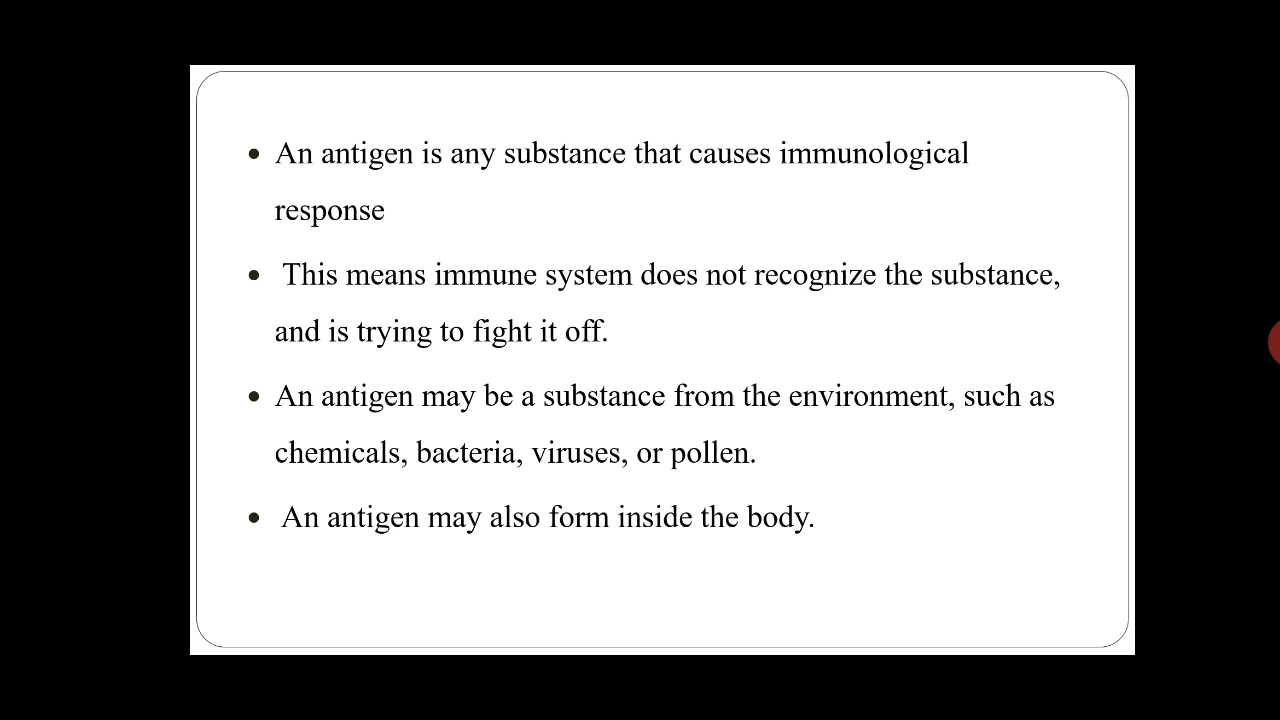 • An antigen is any substance that causes immunological
response
• This means immune system does not recognize the substance,
and is trying to fight it off.
• An antigen may be a substance from the environment, such as
chemicals, bacteria, viruses, or pollen.
• An antigen may also form inside the body.